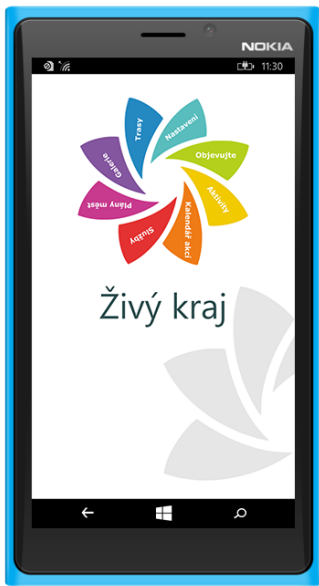 NOKIA
11:30
Trasy
Nastavení
Objevujte
Aktivity
Kalendář akcí
Služby
Plány měst
Galerie
Živý kraj